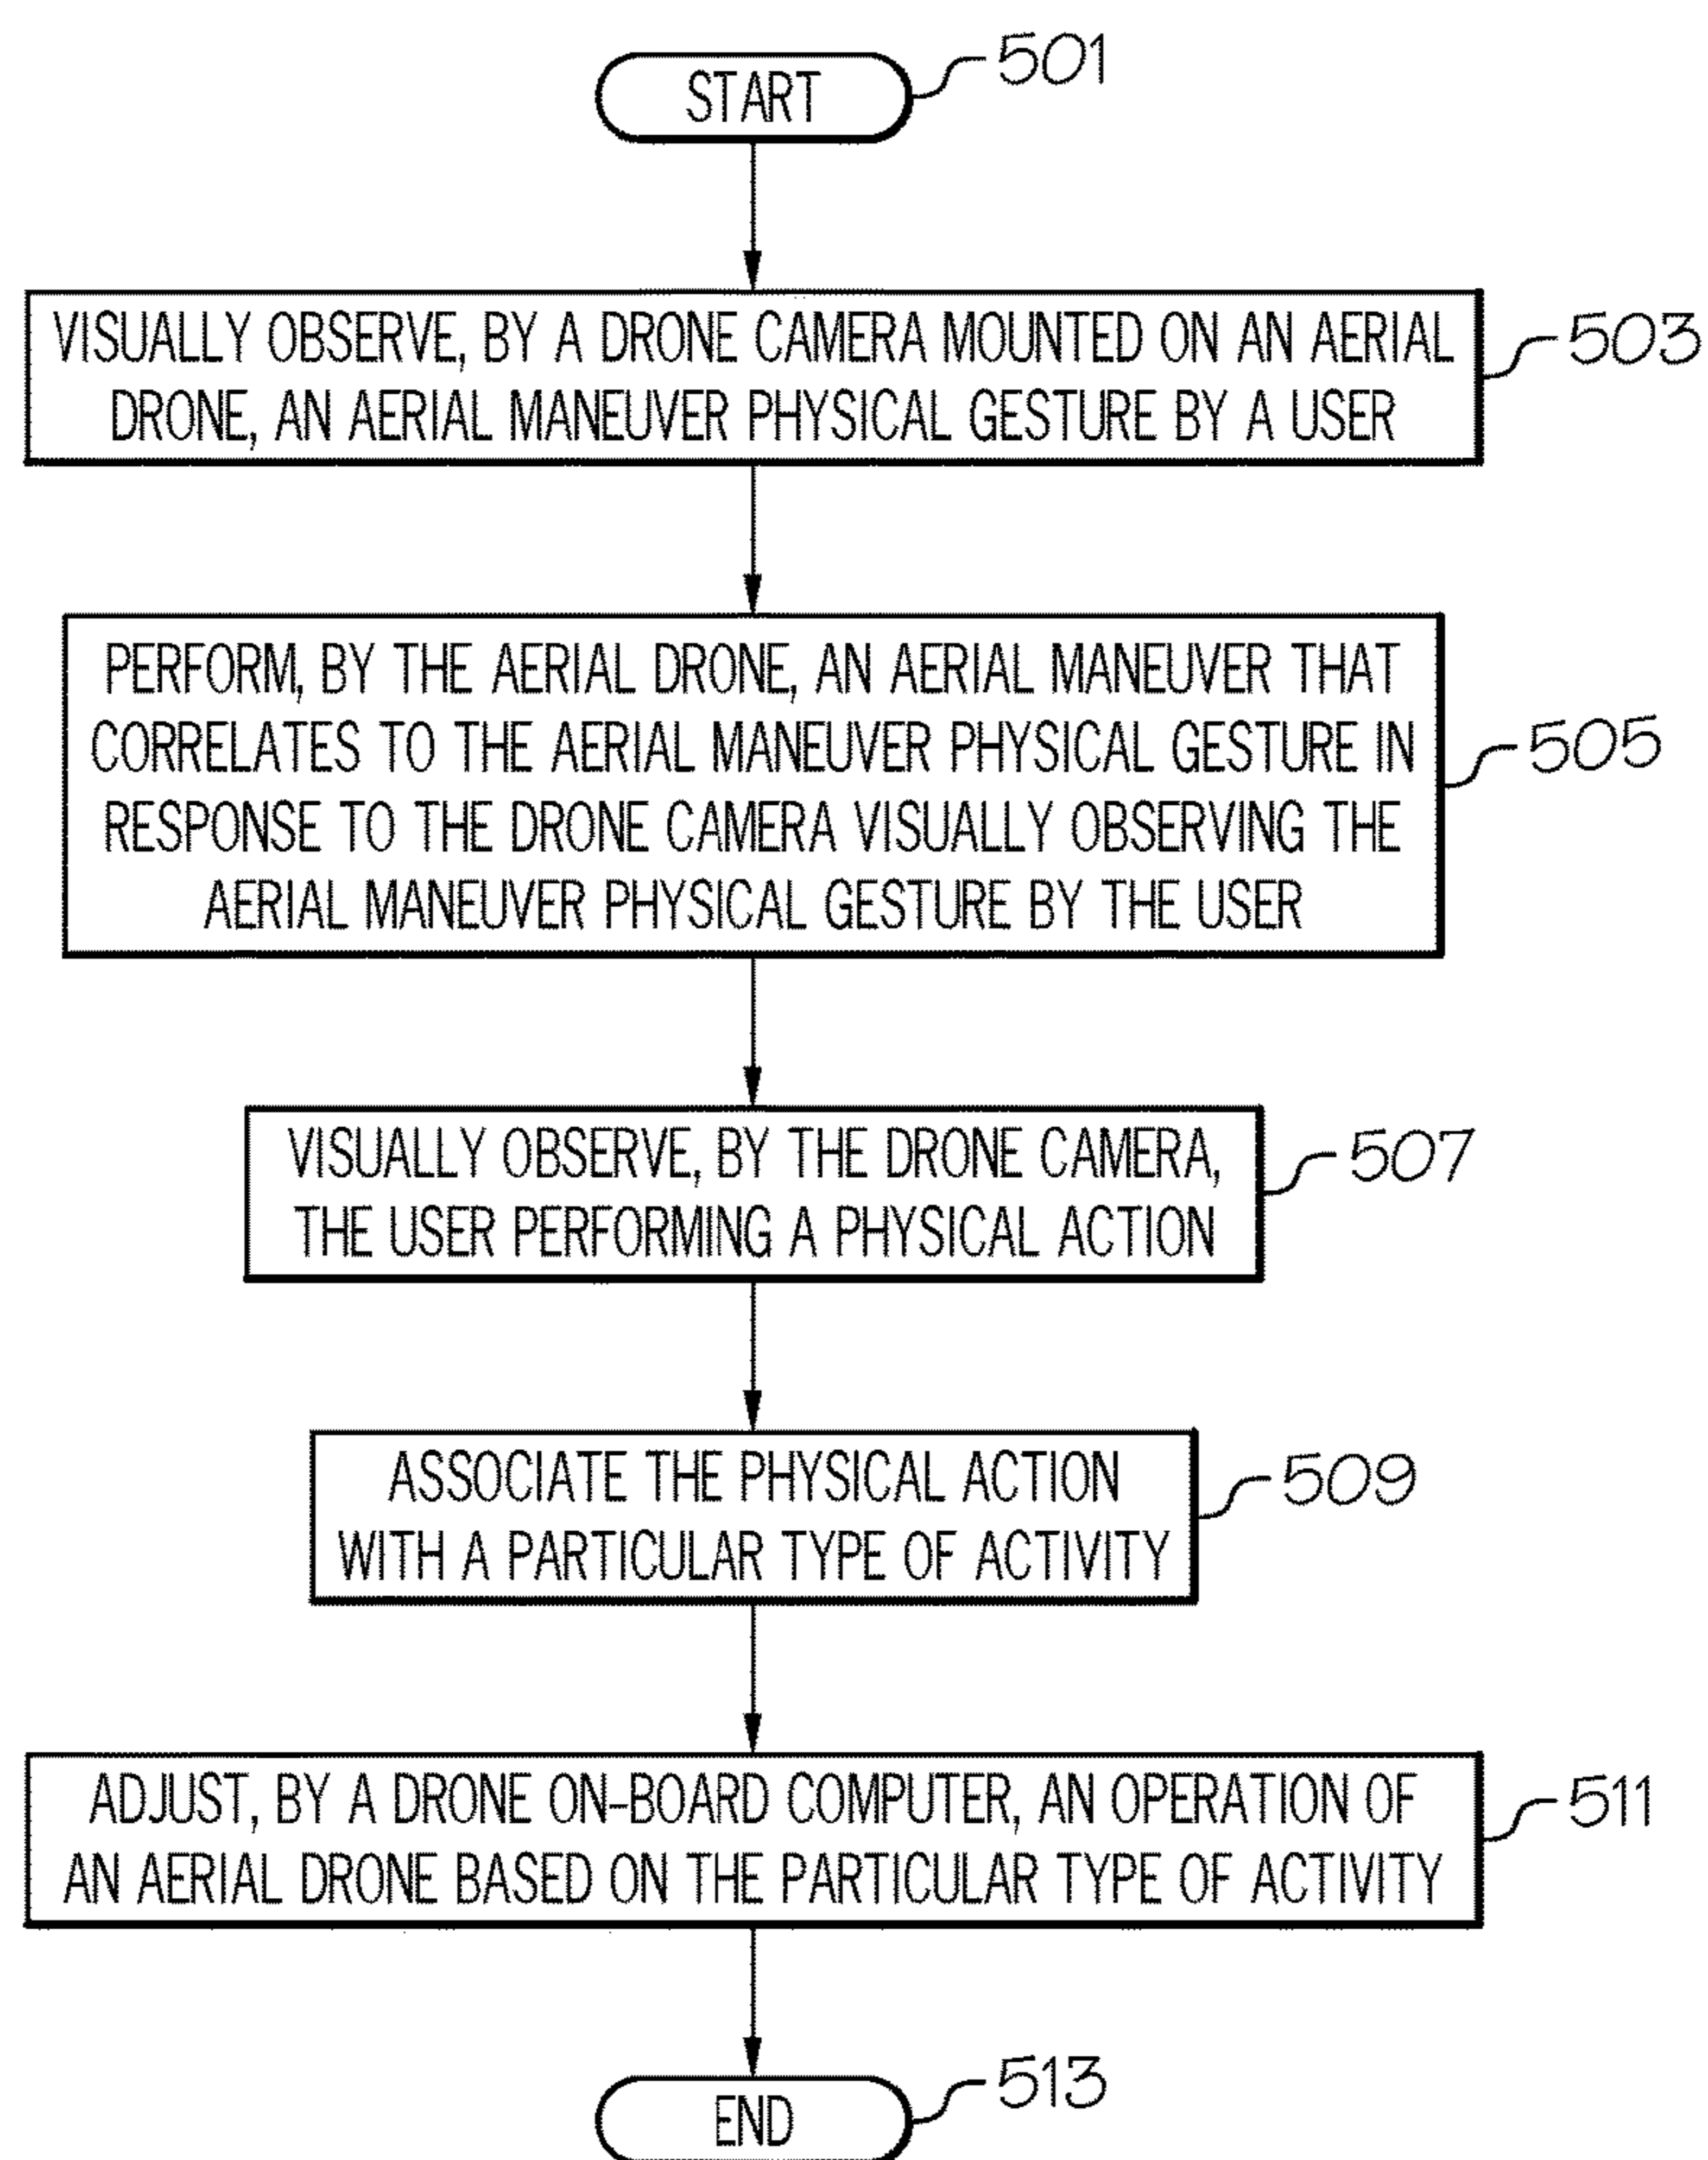 START
501
VISUALLY OBSERVE, BY A DRONE CAMERA MOUNTED ON AN AERIAL
DRONE, AN AERIAL MANEUVER PHYSICAL GESTURE BY A USER
503
PERFORM, BY THE AERIAL DRONE, AN AERIAL MANEUVER THAT
CORRELATES TO THE AERIAL MANEUVER PHYSICAL GESTURE IN
RESPONSE TO THE DRONE CAMERA VISUALLY OBSERVING THE
AERIAL MANEUVER PHYSICAL GESTURE BY THE USER
505
VISUALLY OBSERVE, BY THE DRONE CAMERA,
THE USER PERFORMING A PHYSICAL ACTION
507
ASSOCIATE THE PHYSICAL ACTION
WITH A PARTICULAR TYPE OF ACTIVITY
509
ADJUST, BY A DRONE ON-BOARD COMPUTER, AN OPERATION OF
AN AERIAL DRONE BASED ON THE PARTICULAR TYPE OF ACTIVITY
511
END
513